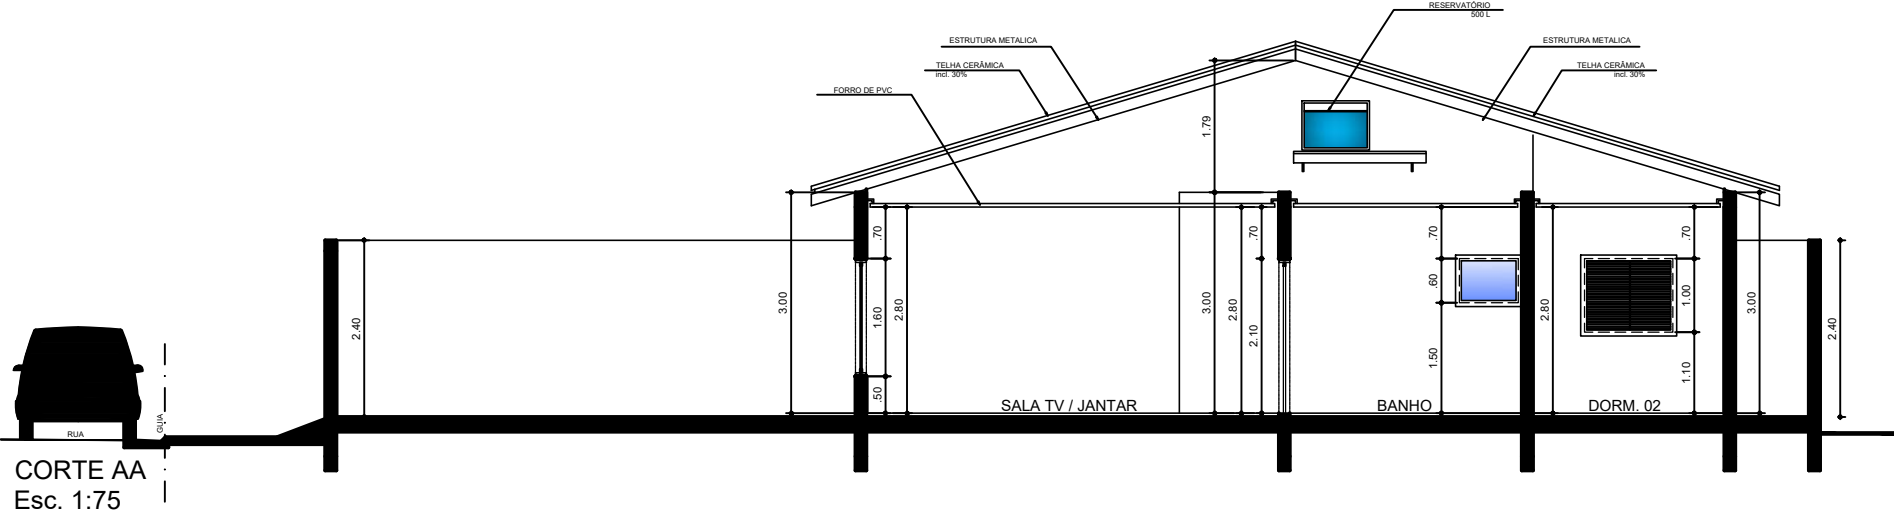 RESERVATÓRIO
500 L
ESTRUTURA METALICA
ESTRUTURA METALICA
TELHA CERÂMICA
incl. 30%
TELHA CERÂMICA
incl. 30%
FORRO DE PVC
1.79
.70
.70
.70
.70
2.40
3.00
1.60
2.80
3.00
2.80
2.10
.60
2.80
1.00
3.00
2.40
.50
1.50
1.10
SALA TV / JANTAR
BANHO
DORM. 02
GUIA
RUA
CORTE AA
Esc. 1:75